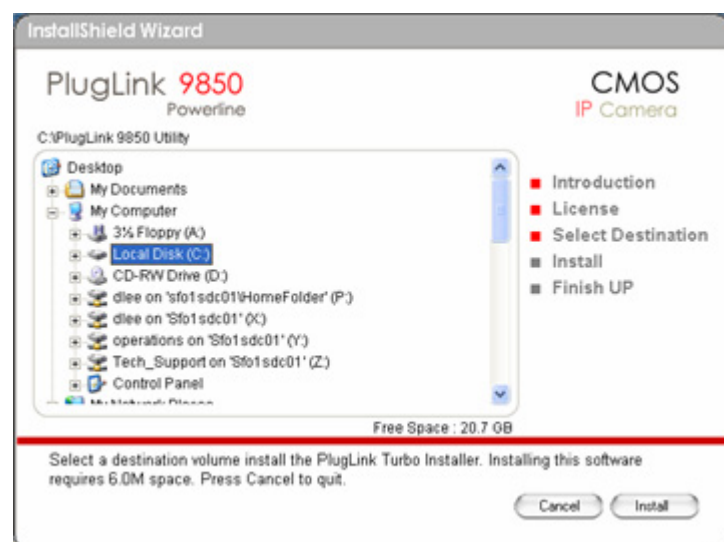 InstallShield Wizard
PlugLink 9850
Powerline
CMOS
IP Camera
C:\PlugLink 9850 Utility
Desktop
My Documents
My Computer
3½ Floppy (A:)
Local Disk (C:)
CD-RW Drive (D:)
dlee on 'sfo1sdc01\HomeFolder' (P:)
dlee on 'Sfo1sdc01' (X:)
operations on 'Sfo1sdc01' (Y:)
Tech_Support on 'Sfo1sdc01' (Z:)
Control Panel
My Network Places
Free Space : 20.7 GB
Introduction
License
Select Destination
Install
Finish UP
Select a destination volume install the PlugLink Turbo Installer. Installing this software
requires 6.0M space. Press Cancel to quit.
Cancel
Install